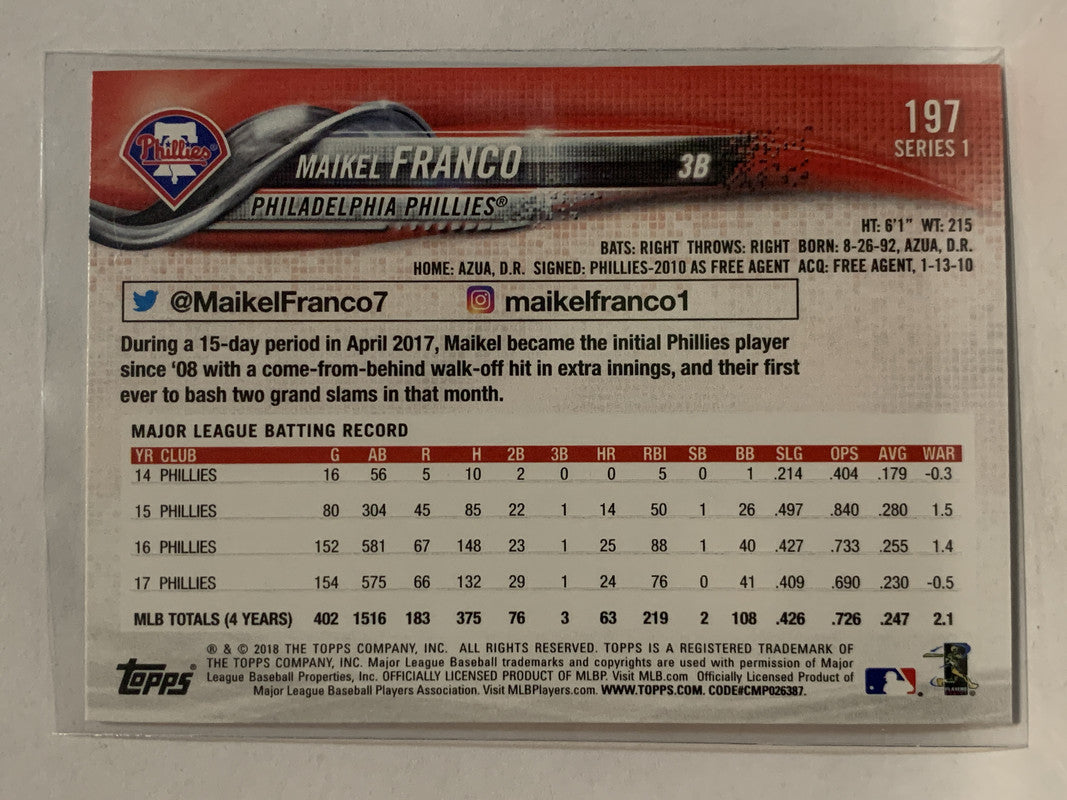 197
SERIES 1
Phillies
MAIKEL FRANCO 3B
PHILADELPHIA PHILLIES®
HT: 6'1" WT: 215
BATS: RIGHT THROWS: RIGHT BORN: 8-26-92, AZUA, D.R.
HOME: AZUA, D.R. SIGNED: PHILLIES-2010 AS FREE AGENT ACQ: FREE AGENT, 1-13-10
@MaikelFranco7 maikelfranco1
During a 15-day period in April 2017, Maikel became the initial Phillies player
since '08 with a come-from-behind walk-off hit in extra innings, and their first
ever to bash two grand slams in that month.
MAJOR LEAGUE BATTING RECORD
YR CLUB G AB R H 2B 3B HR RBI SB BB SLG OPS AVG WAR
14 PHILLIES 16 56 5 10 2 0 0 5 0 1 .214 .404 .179 -0.3
15 PHILLIES 80 304 45 85 22 1 14 50 1 26 .497 .840 .280 1.5
16 PHILLIES 152 581 67 148 23 1 25 88 1 40 .427 .733 .255 1.4
17 PHILLIES 154 575 66 132 29 1 24 76 0 41 .409 .690 .230 -0.5
MLB TOTALS (4 YEARS) 402 1516 183 375 76 3 63 219 2 108 .426 .726 .247 2.1
® & © 2018 THE TOPPS COMPANY, INC. ALL RIGHTS RESERVED. TOPPS IS A REGISTERED TRADEMARK OF
THE TOPPS COMPANY, INC. Major League Baseball trademarks and copyrights are used with permission of Major
League Baseball Properties, Inc. OFFICIALLY LICENSED PRODUCT OF MLBP. Visit MLB.com Officially Licensed Product of
Major League Baseball Players Association. Visit MLBPlayers.com. WWW.TOPPS.COM. CODE#CMP026387.
Topps®
PLAYERS